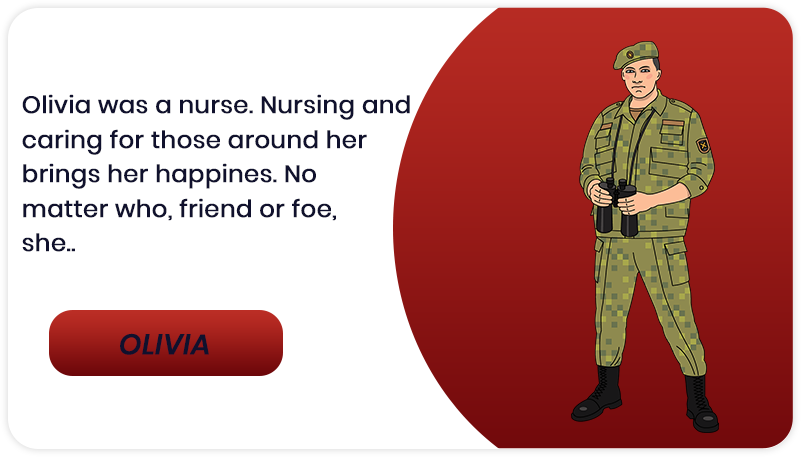 Olivia was a nurse. Nursing and
caring for those around her
brings her happines. No
matter who, friend or foe,
she..
OLIVIA